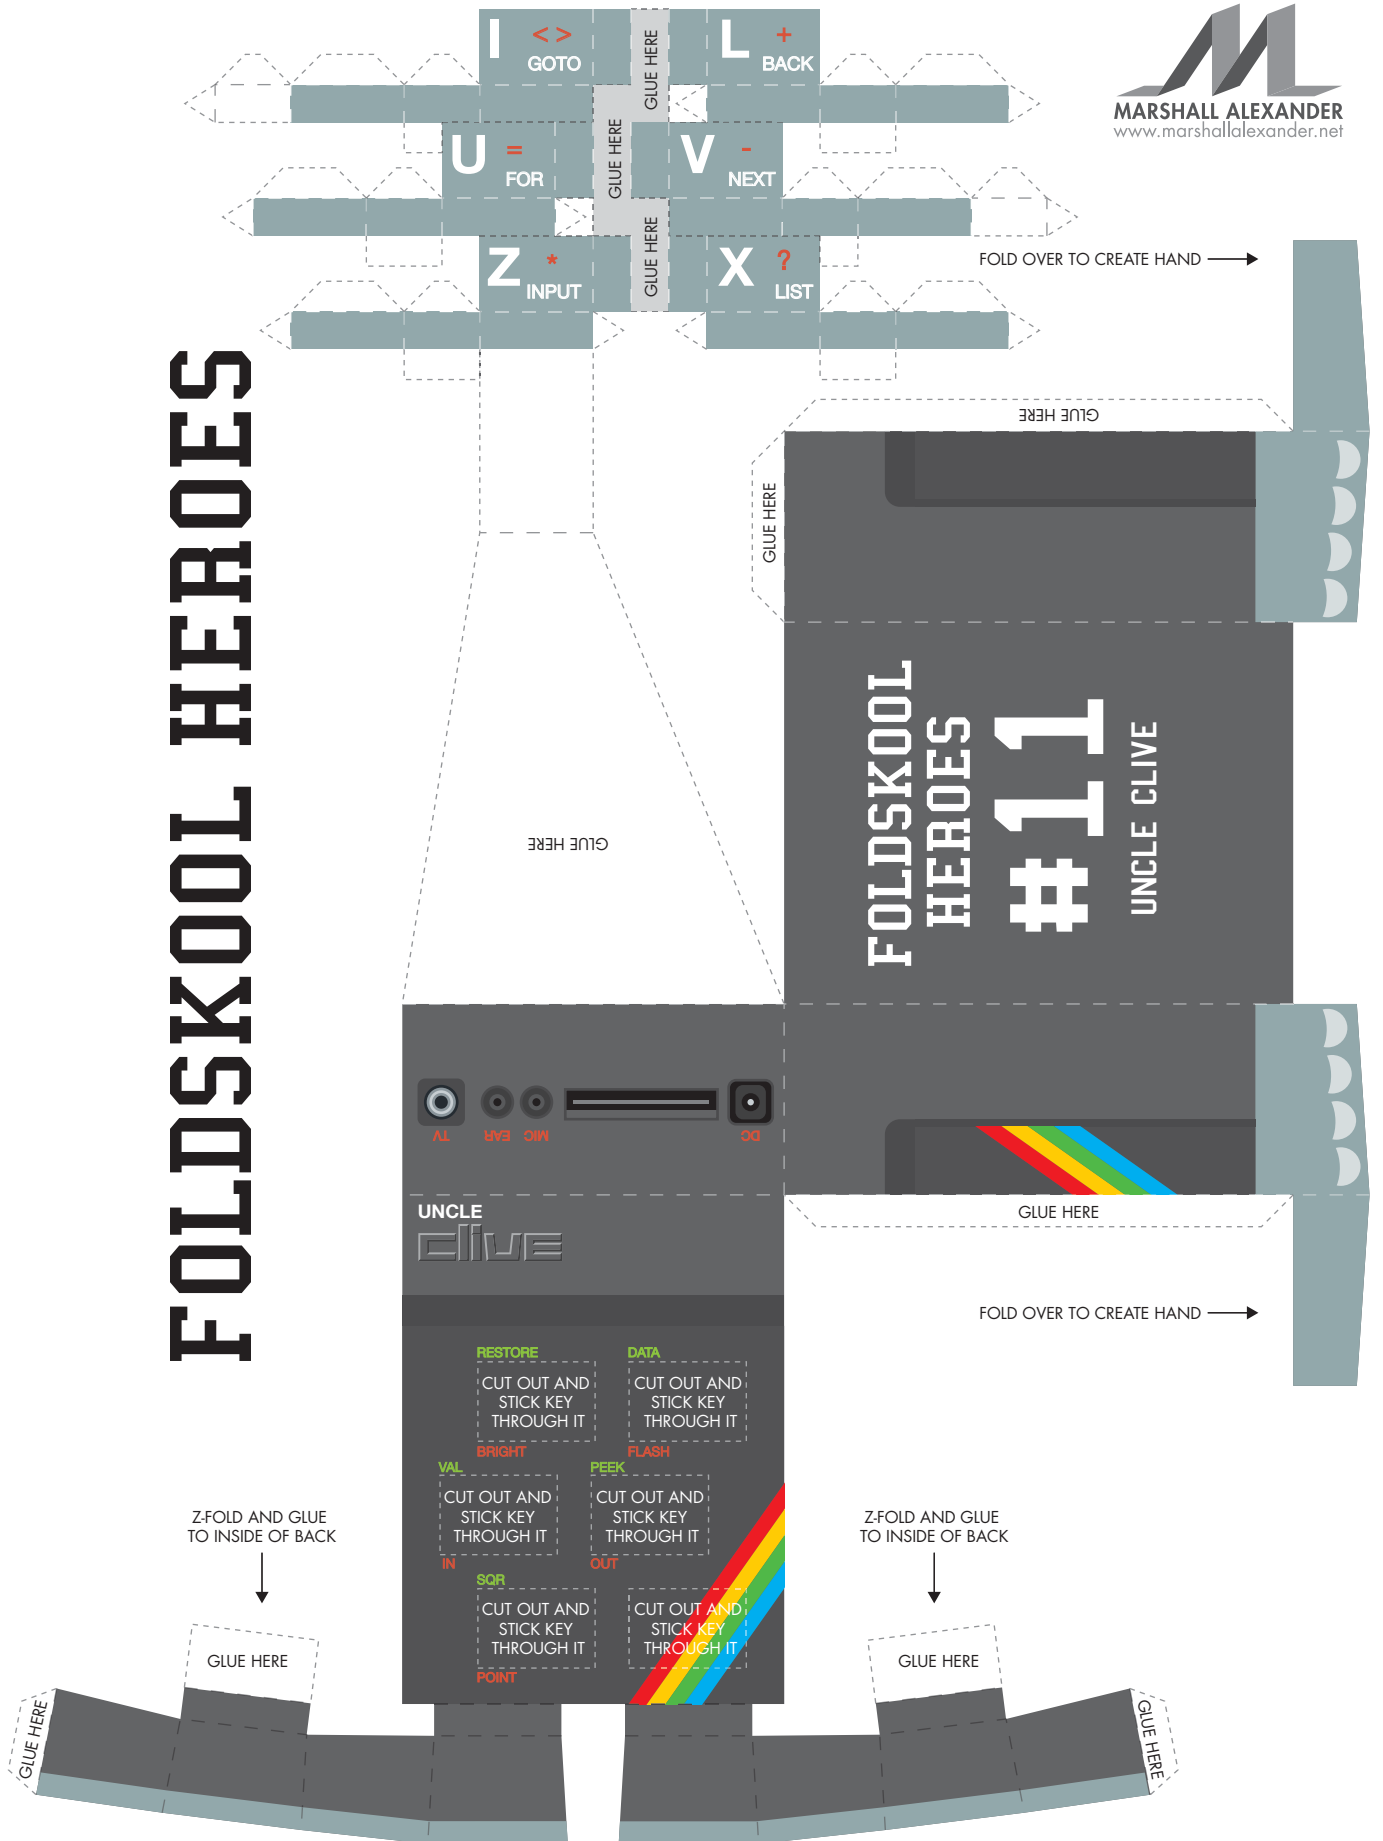 I < >
GOTO
GLUE HERE
L +
BACK
MARSHALL ALEXANDER
www.marshallalexander.net
U =
FOR
GLUE HERE
V -
NEXT
Z *
INPUT
GLUE HERE
X ?
LIST
FOLD OVER TO CREATE HAND
FOLDSKOOL HEROES
GLUE HERE
GLUE HERE
FOLDSKOOL
HEROES
#11
UNCLE CLIVE
GLUE HERE
TV
EAR
MIC
DC
GLUE HERE
UNCLE
clive
FOLD OVER TO CREATE HAND
RESTORE
CUT OUT AND
STICK KEY
THROUGH IT
BRIGHT
DATA
CUT OUT AND
STICK KEY
THROUGH IT
FLASH
VAL
CUT OUT AND
STICK KEY
THROUGH IT
IN
PEEK
CUT OUT AND
STICK KEY
THROUGH IT
OUT
SQR
CUT OUT AND
STICK KEY
THROUGH IT
POINT
CUT OUT AND
STICK KEY
THROUGH IT
Z-FOLD AND GLUE
TO INSIDE OF BACK
GLUE HERE
GLUE HERE
Z-FOLD AND GLUE
TO INSIDE OF BACK
GLUE HERE
GLUE HERE